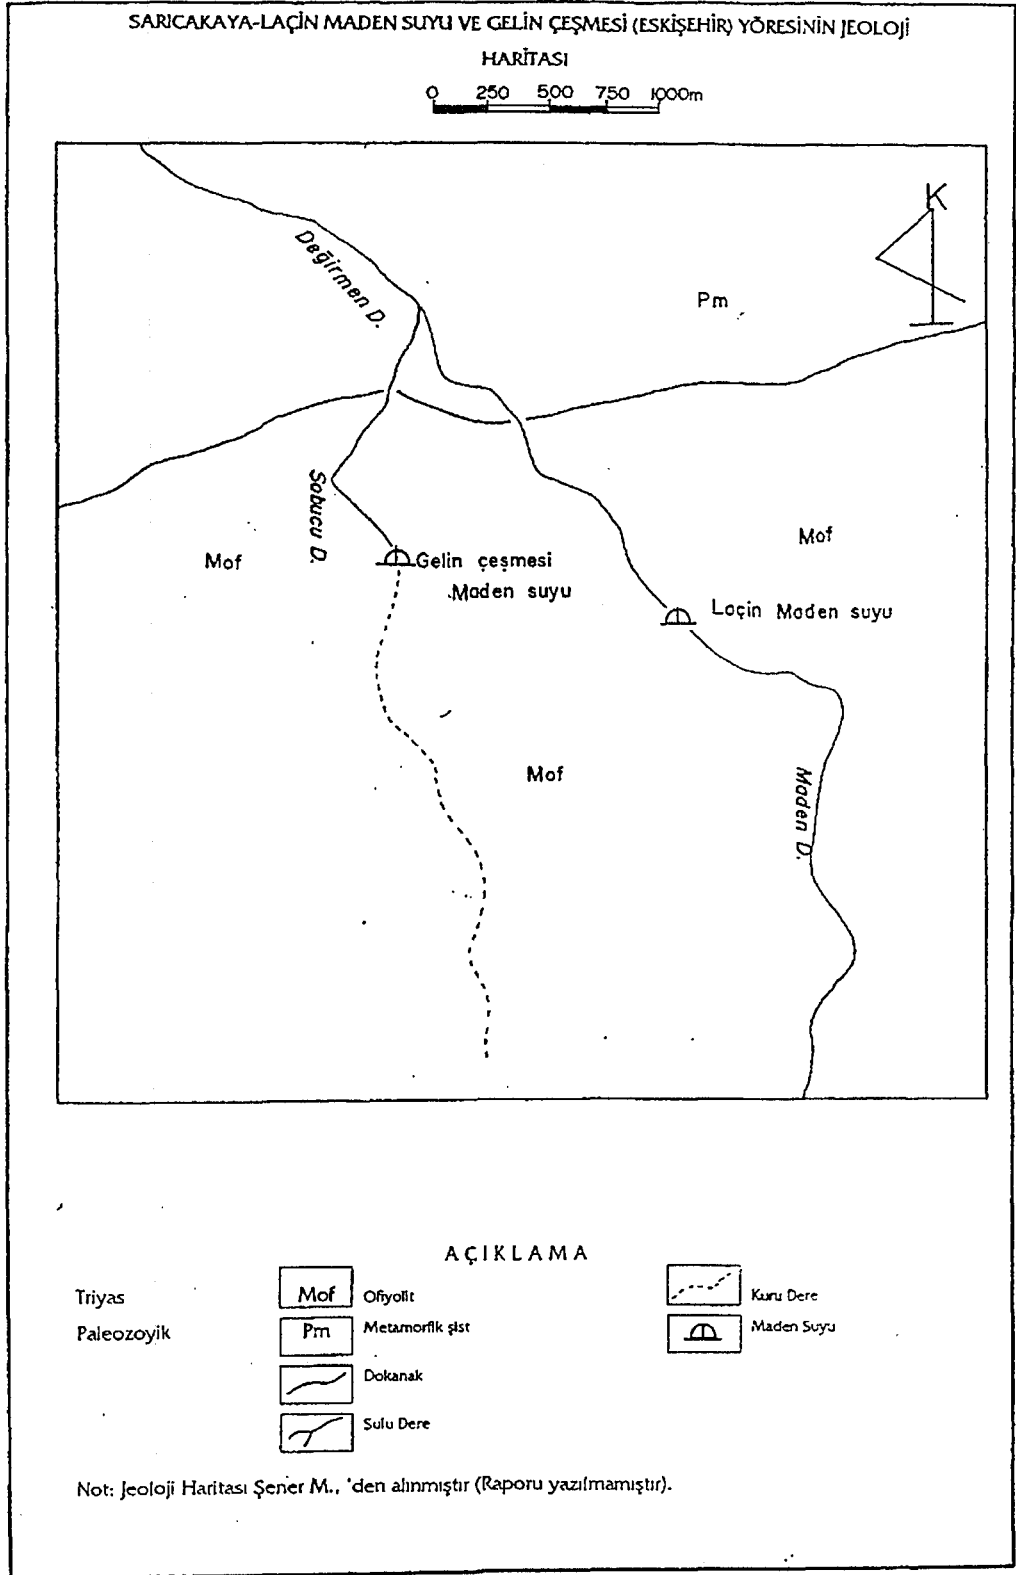 SARICAKAYA-LAÇİN MADEN SUYU VE GELİN ÇEŞMESİ (ESKİŞEHİR) YÖRESİNİN JEOLOJİ
HARİTASI
0 250 500 750 1000m
K
Değirmen D.
Pm
Sabucu D.
Mof
Gelin çeşmesi
Maden suyu
Mof
Laçin Maden suyu
Mof
Maden D.
AÇIKLAMA
Triyas Mof Ofiyolit Kuru Dere
Paleozoyik Pm Metamorfik şist Maden Suyu
Dokanak
Sulu Dere
Not: Jeoloji Haritası Şener M., 'den alınmıştır (Raporu yazılmamıştır).